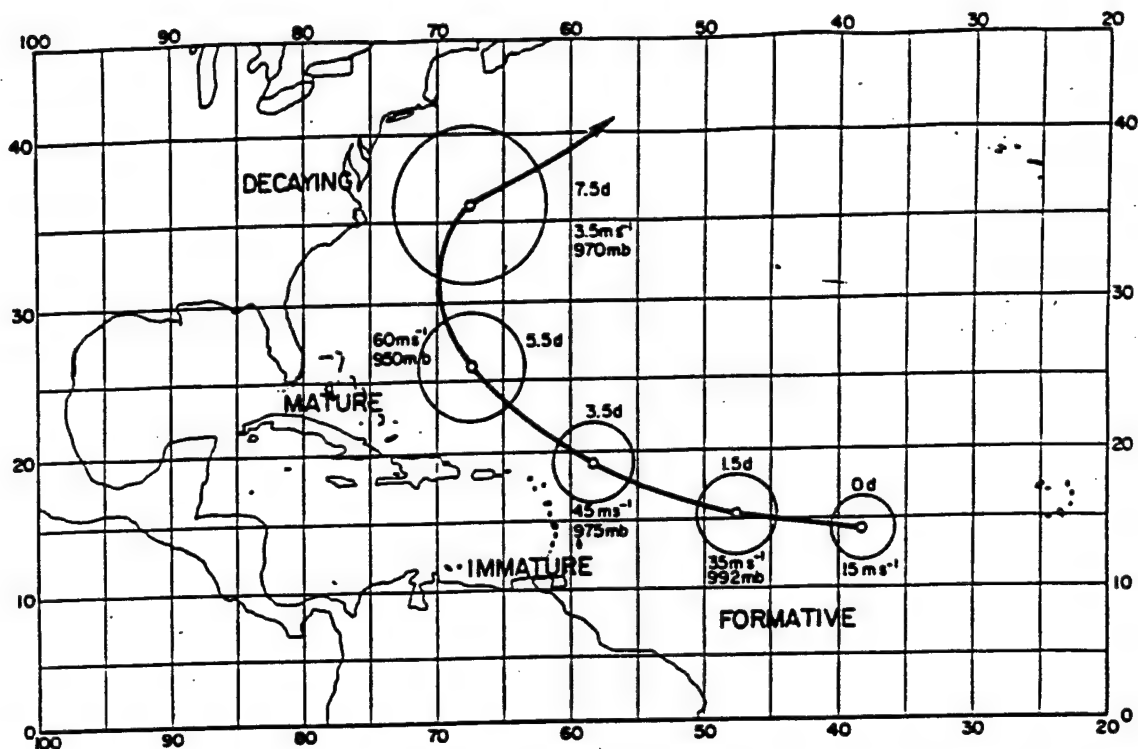 100 90 80 70 60 50 40 30 20
40 40
DECAYING
7.5d
3.5ms⁻¹
970mb
30 30
60ms⁻¹
950mb
5.5d
MATURE
3.5d
20 20
1.5d
0d
45ms⁻¹
975mb
35ms⁻¹
992mb
15ms⁻¹
IMMATURE
10 10
FORMATIVE
0 0
100 90 80 70 60 50 40 30 20